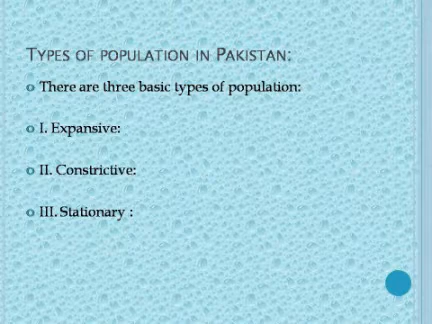 TYPES OF POPULATION IN PAKISTAN:
There are three basic types of population:
I. Expansive:
II. Constrictive:
III. Stationary :